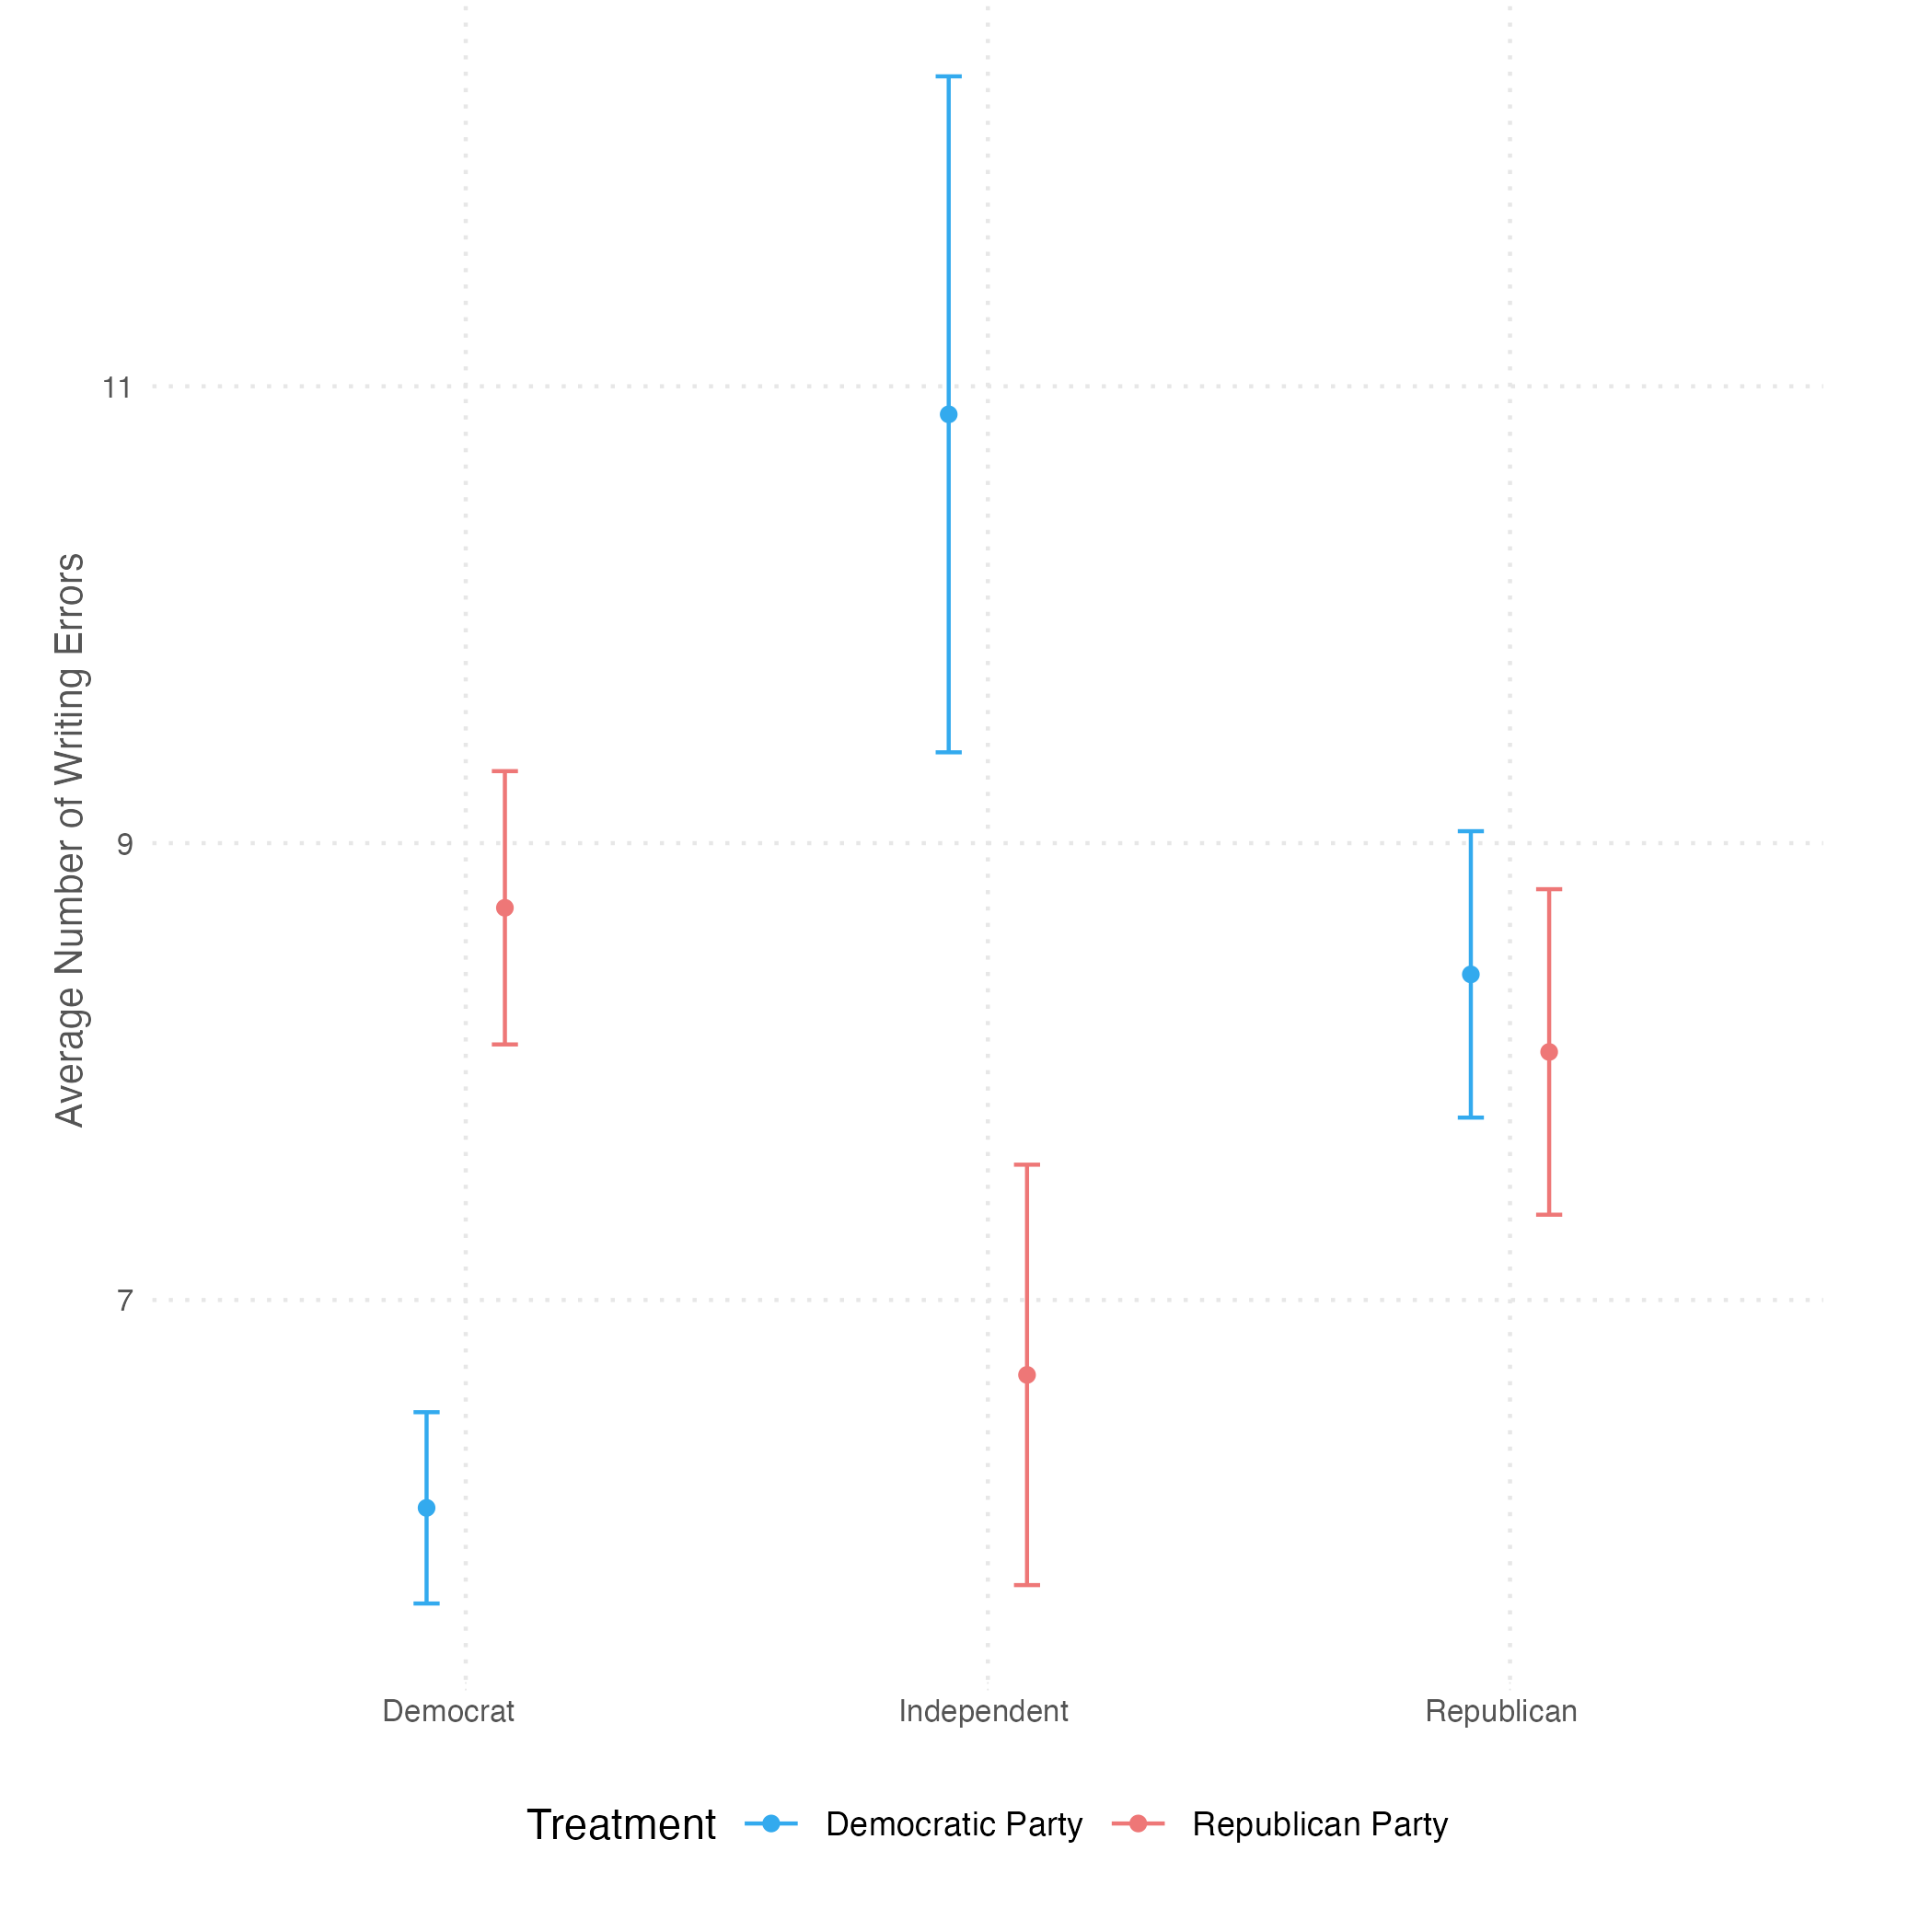 Average Number of Writing Errors
11
9
7
Democrat Independent Republican
Treatment Democratic Party Republican Party